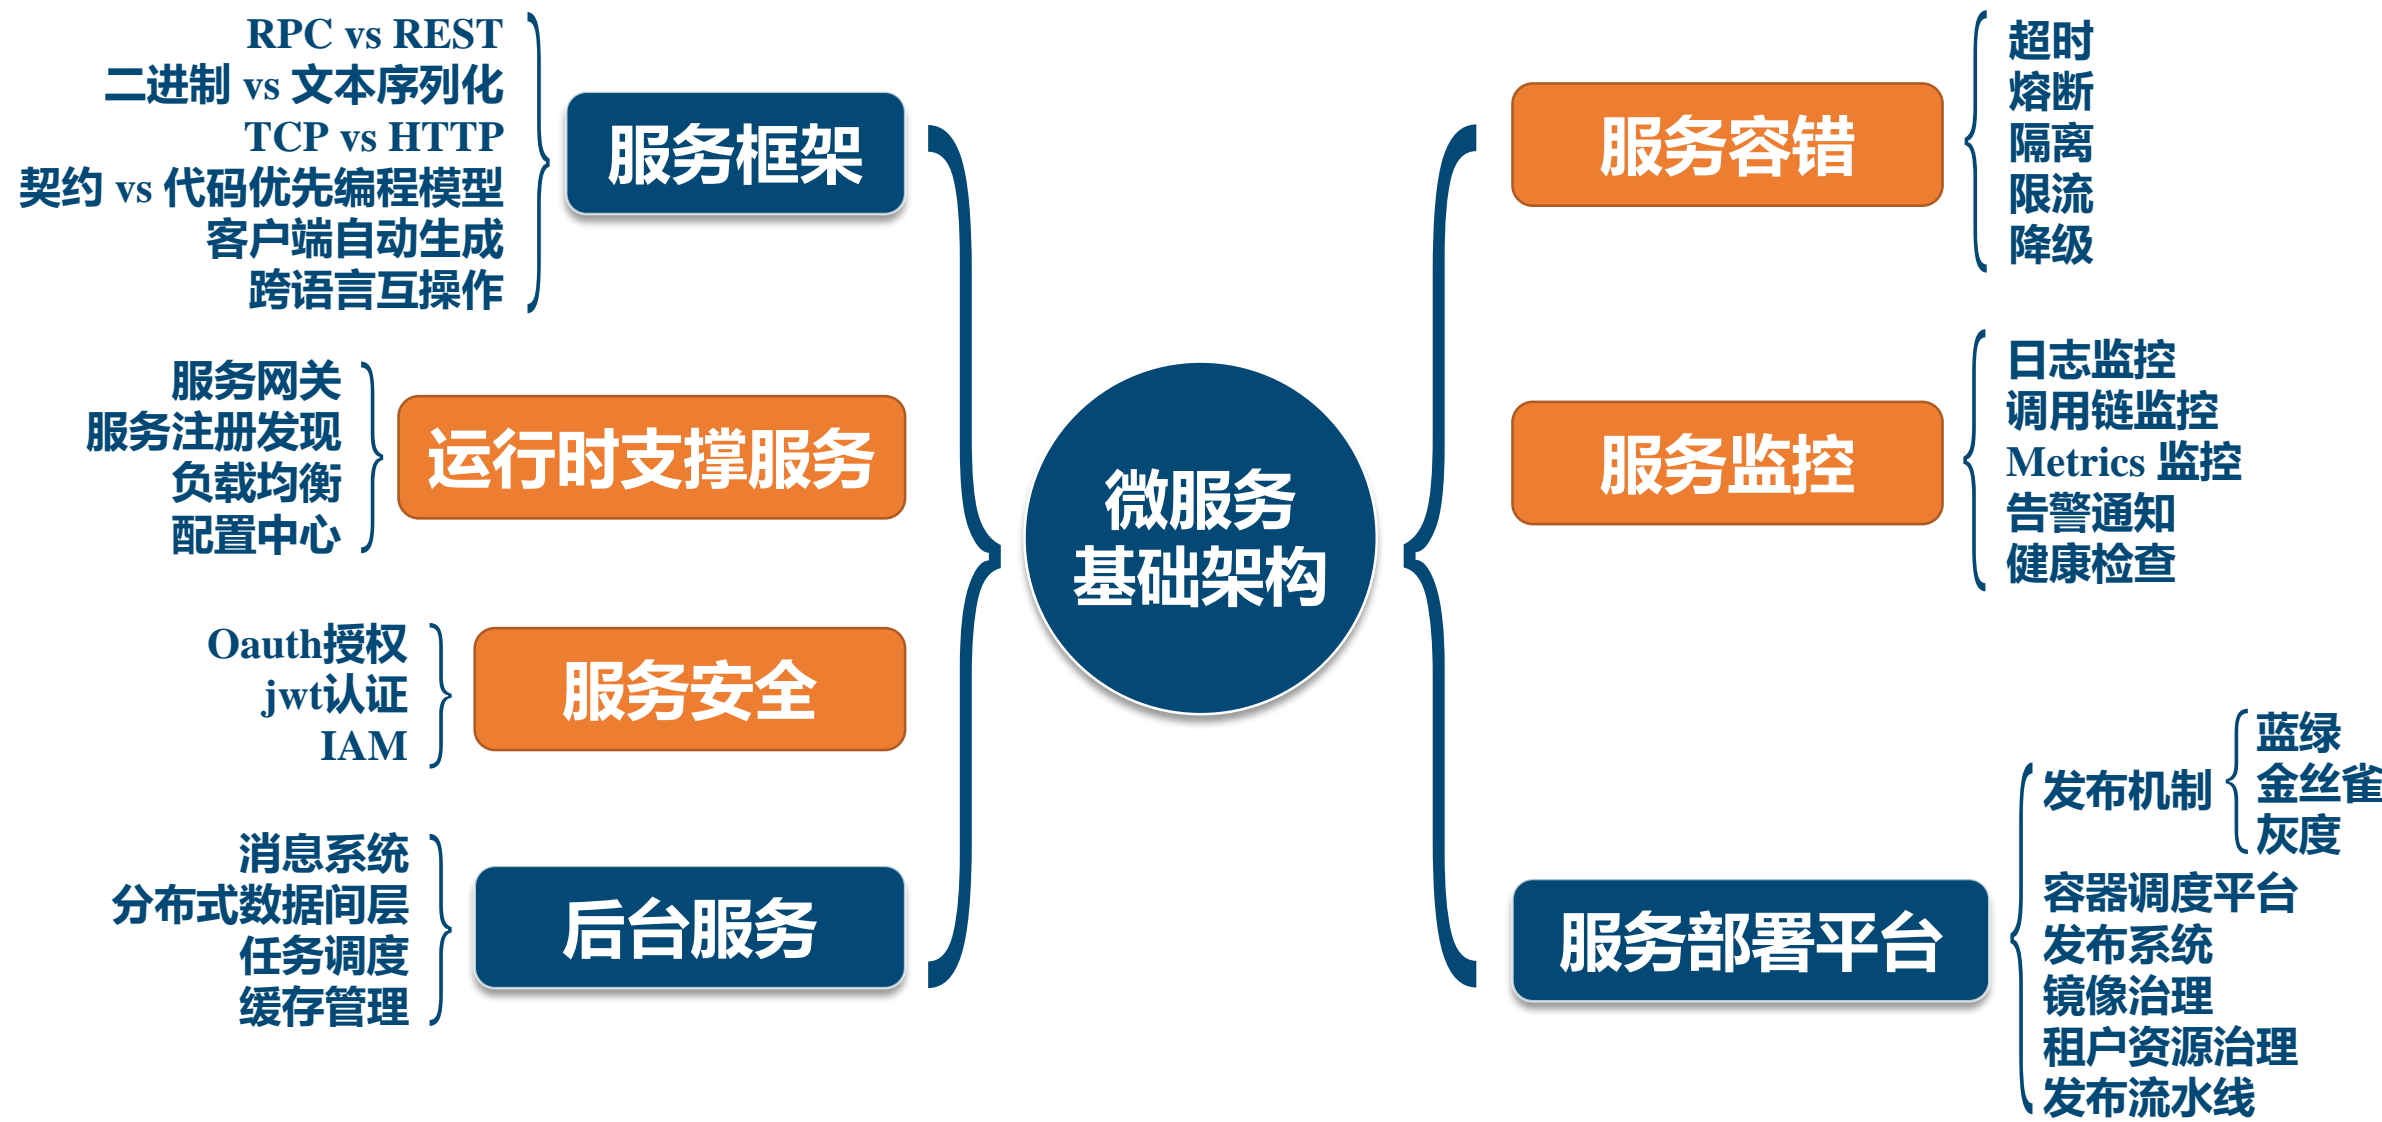 RPC vs REST
二进制 vs 文本序列化
TCP vs HTTP
契约 vs 代码优先编程模型
客户端自动生成
跨语言互操作
服务框架
服务网关
服务注册发现
负载均衡
配置中心
运行时支撑服务
Oauth授权
jwt认证
IAM
服务安全
消息系统
分布式数据间层
任务调度
缓存管理
后台服务
微服务
基础架构
服务容错
超时
熔断
隔离
限流
降级
服务监控
日志监控
调用链监控
Metrics 监控
告警通知
健康检查
服务部署平台
发布机制
蓝绿
金丝雀
灰度
容器调度平台
发布系统
镜像治理
租户资源治理
发布流水线